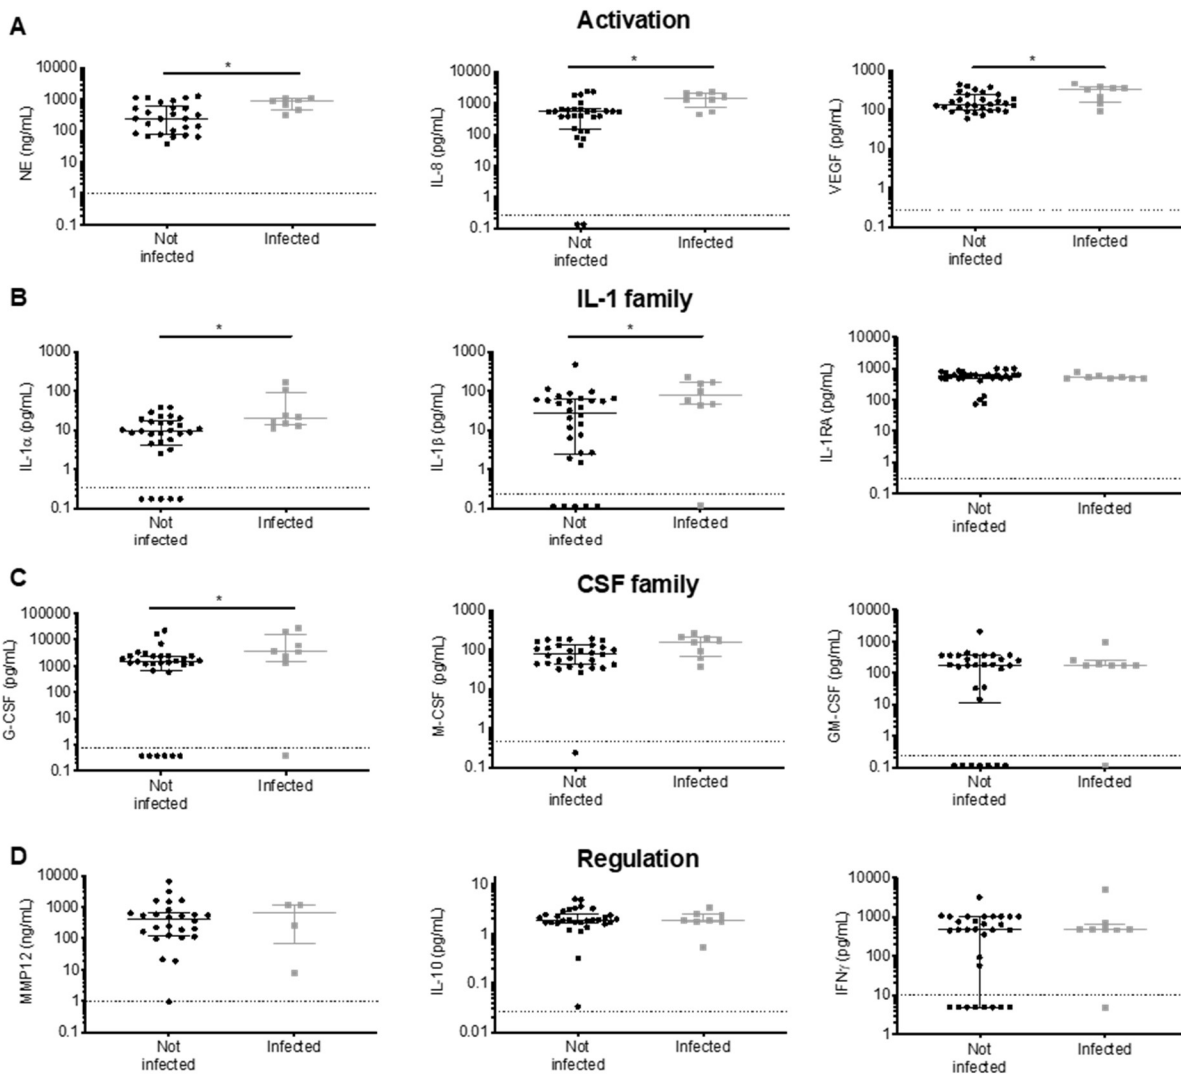 A
Activation
NE (ng/mL)
10000
1000
100
10
1
0.1
*
Not infected
Infected
IL-8 (pg/mL)
10000
1000
100
10
1
0.1
*
Not infected
Infected
VEGF (pg/mL)
1000
100
10
1
0.1
*
Not infected
Infected
B
IL-1 family
IL-1α (pg/mL)
1000
100
10
1
0.1
*
Not infected
Infected
IL-1β (pg/mL)
1000
100
10
1
0.1
*
Not infected
Infected
IL-1RA (pg/mL)
10000
1000
100
10
1
0.1
Not infected
Infected
C
CSF family
G-CSF (pg/mL)
100000
10000
1000
100
10
1
0.1
*
Not infected
Infected
M-CSF (pg/mL)
1000
100
10
1
0.1
Not infected
Infected
GM-CSF (pg/mL)
10000
1000
100
10
1
0.1
Not infected
Infected
D
Regulation
MMP12 (ng/mL)
10000
1000
100
10
1
0.1
Not infected
Infected
IL-10 (pg/mL)
10
1
0.1
0.01
Not infected
Infected
IFNγ (pg/mL)
10000
1000
100
10
1
Not infected
Infected